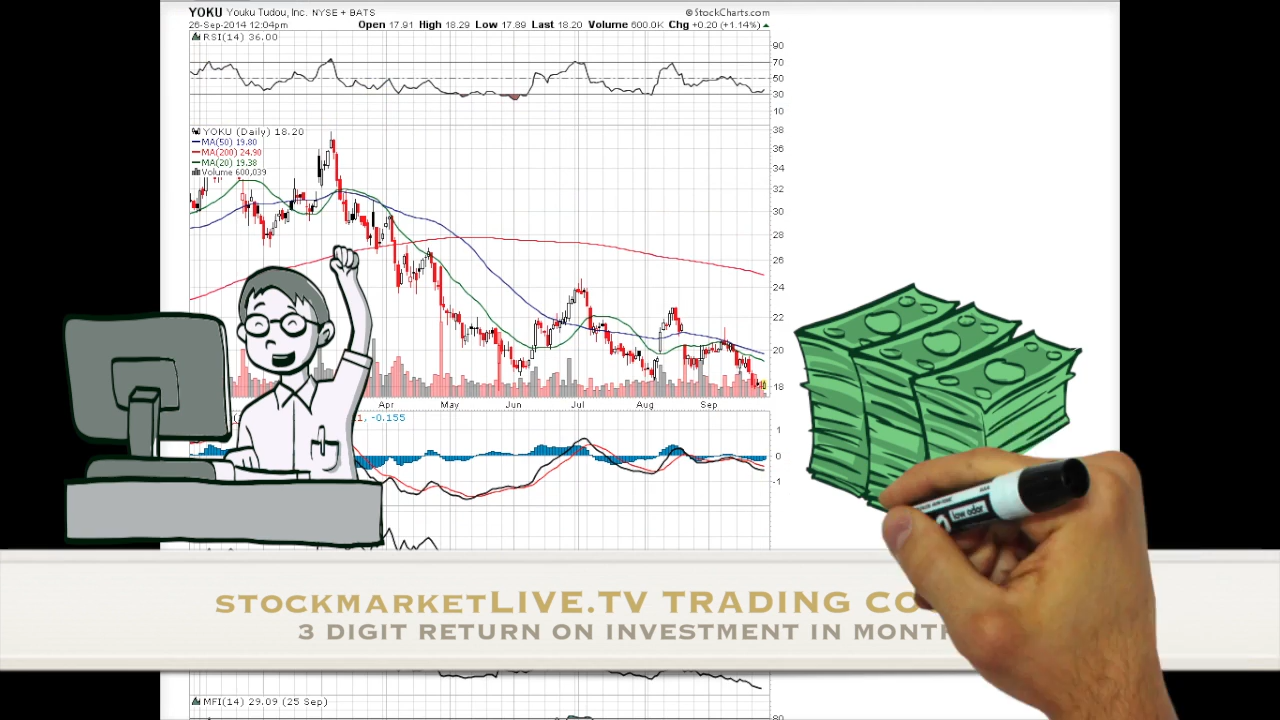 YOKU Youku Tudou, Inc. NYSE + BATS © StockCharts.com
26-Sep-2014 12:04pm Open 17.91 High 18.29 Low 17.89 Last 18.20 Volume 600.0K Chg +0.20 (+1.14%)
RSI(14) 36.00
90
70
50
30
10
YOKU (Daily) 18.20
MA(50) 19.80
MA(200) 24.90
MA(20) 19.38
Volume 600,039
38
36
34
32
30
28
26
24
22
20
18
Apr May Jun Jul Aug Sep
-0.155
1
0
-1
low odor
STOCKMARKETLIVE.TV TRADING
3 DIGIT RETURN ON INVESTMENT IN
MFI(14) 29.09 (25 Sep)
80